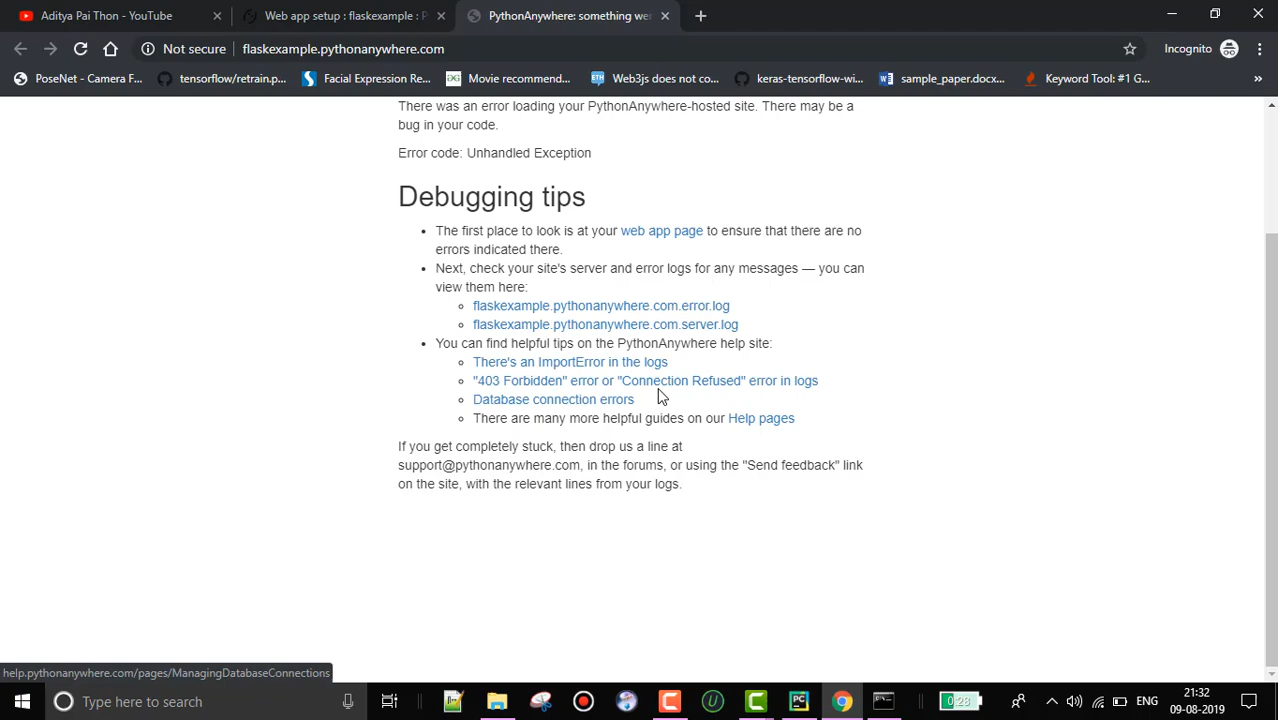 Aditya Pai Thon - YouTube
Web app setup : flaskexample : P
PythonAnywhere: something wer
Not secure
flaskexample.pythonanywhere.com
Incognito
PoseNet - Camera F...
tensorflow/retrain.p...
Facial Expression Re...
Movie recommend...
Web3js does not co...
keras-tensorflow-wi...
sample_paper.docx...
Keyword Tool: #1 G...
There was an error loading your PythonAnywhere-hosted site. There may be a
bug in your code.
Error code: Unhandled Exception
Debugging tips
The first place to look is at your web app page to ensure that there are no
errors indicated there.
Next, check your site's server and error logs for any messages — you can
view them here:
flaskexample.pythonanywhere.com.error.log
flaskexample.pythonanywhere.com.server.log
You can find helpful tips on the PythonAnywhere help site:
There's an ImportError in the logs
"403 Forbidden" error or "Connection Refused" error in logs
Database connection errors
There are many more helpful guides on our Help pages
If you get completely stuck, then drop us a line at
support@pythonanywhere.com, in the forums, or using the "Send feedback" link
on the site, with the relevant lines from your logs.
help.pythonanywhere.com/pages/ManagingDatabaseConnections
Type here to search
0:28
ENG
21:32
09-08-2019